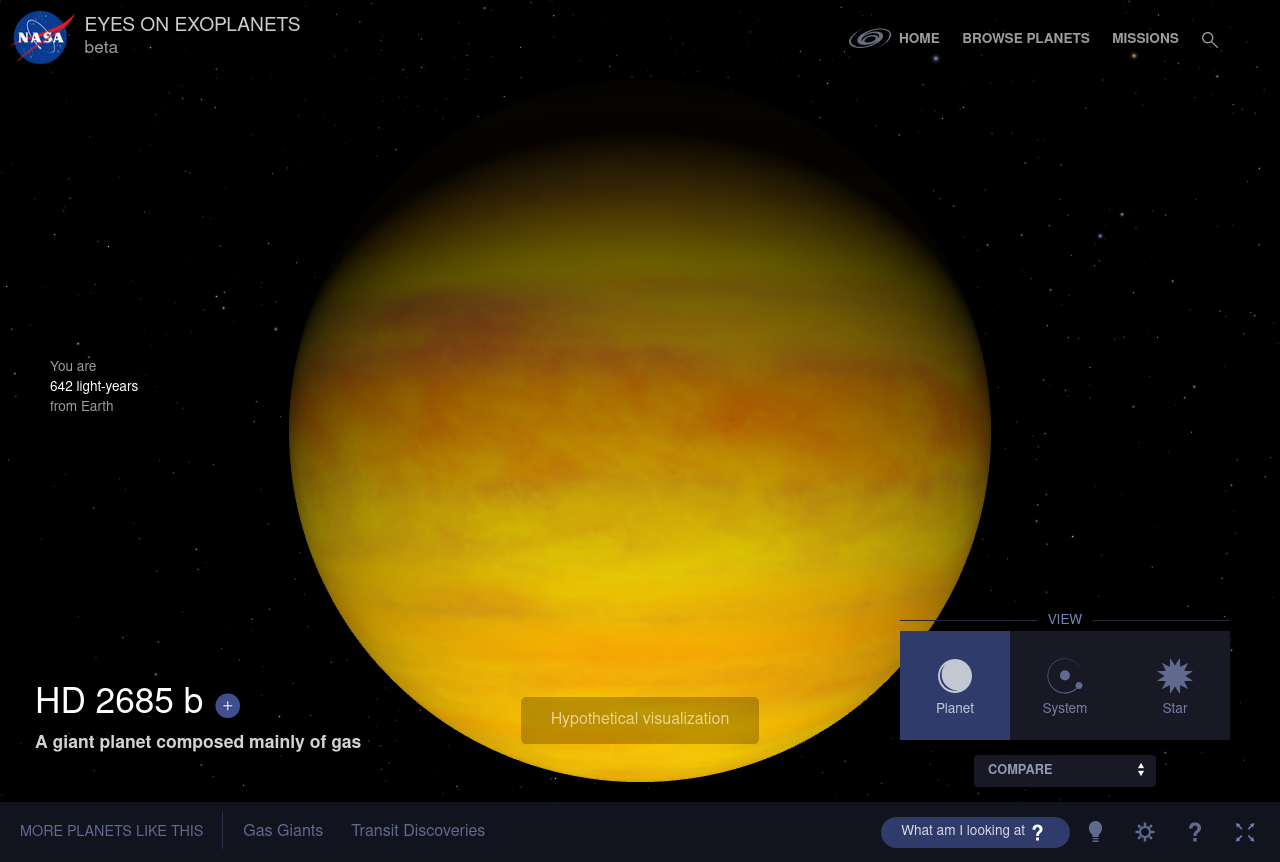 NASA
EYES ON EXOPLANETS
beta
HOME
BROWSE PLANETS
MISSIONS
You are
642 light-years
from Earth
VIEW
Planet
System
Star
HD 2685 b +
A giant planet composed mainly of gas
Hypothetical visualization
COMPARE
MORE PLANETS LIKE THIS
Gas Giants
Transit Discoveries
What am I looking at ?
?